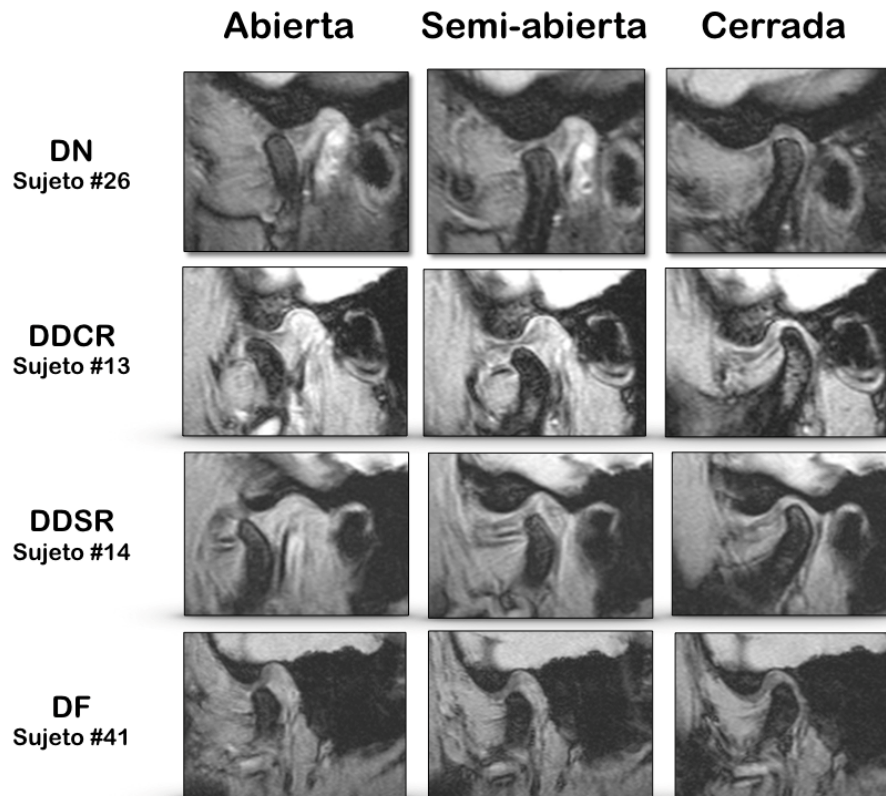 Abierta Semi-abierta Cerrada
DN
Sujeto #26
DDCR
Sujeto #13
DDSR
Sujeto #14
DF
Sujeto #41